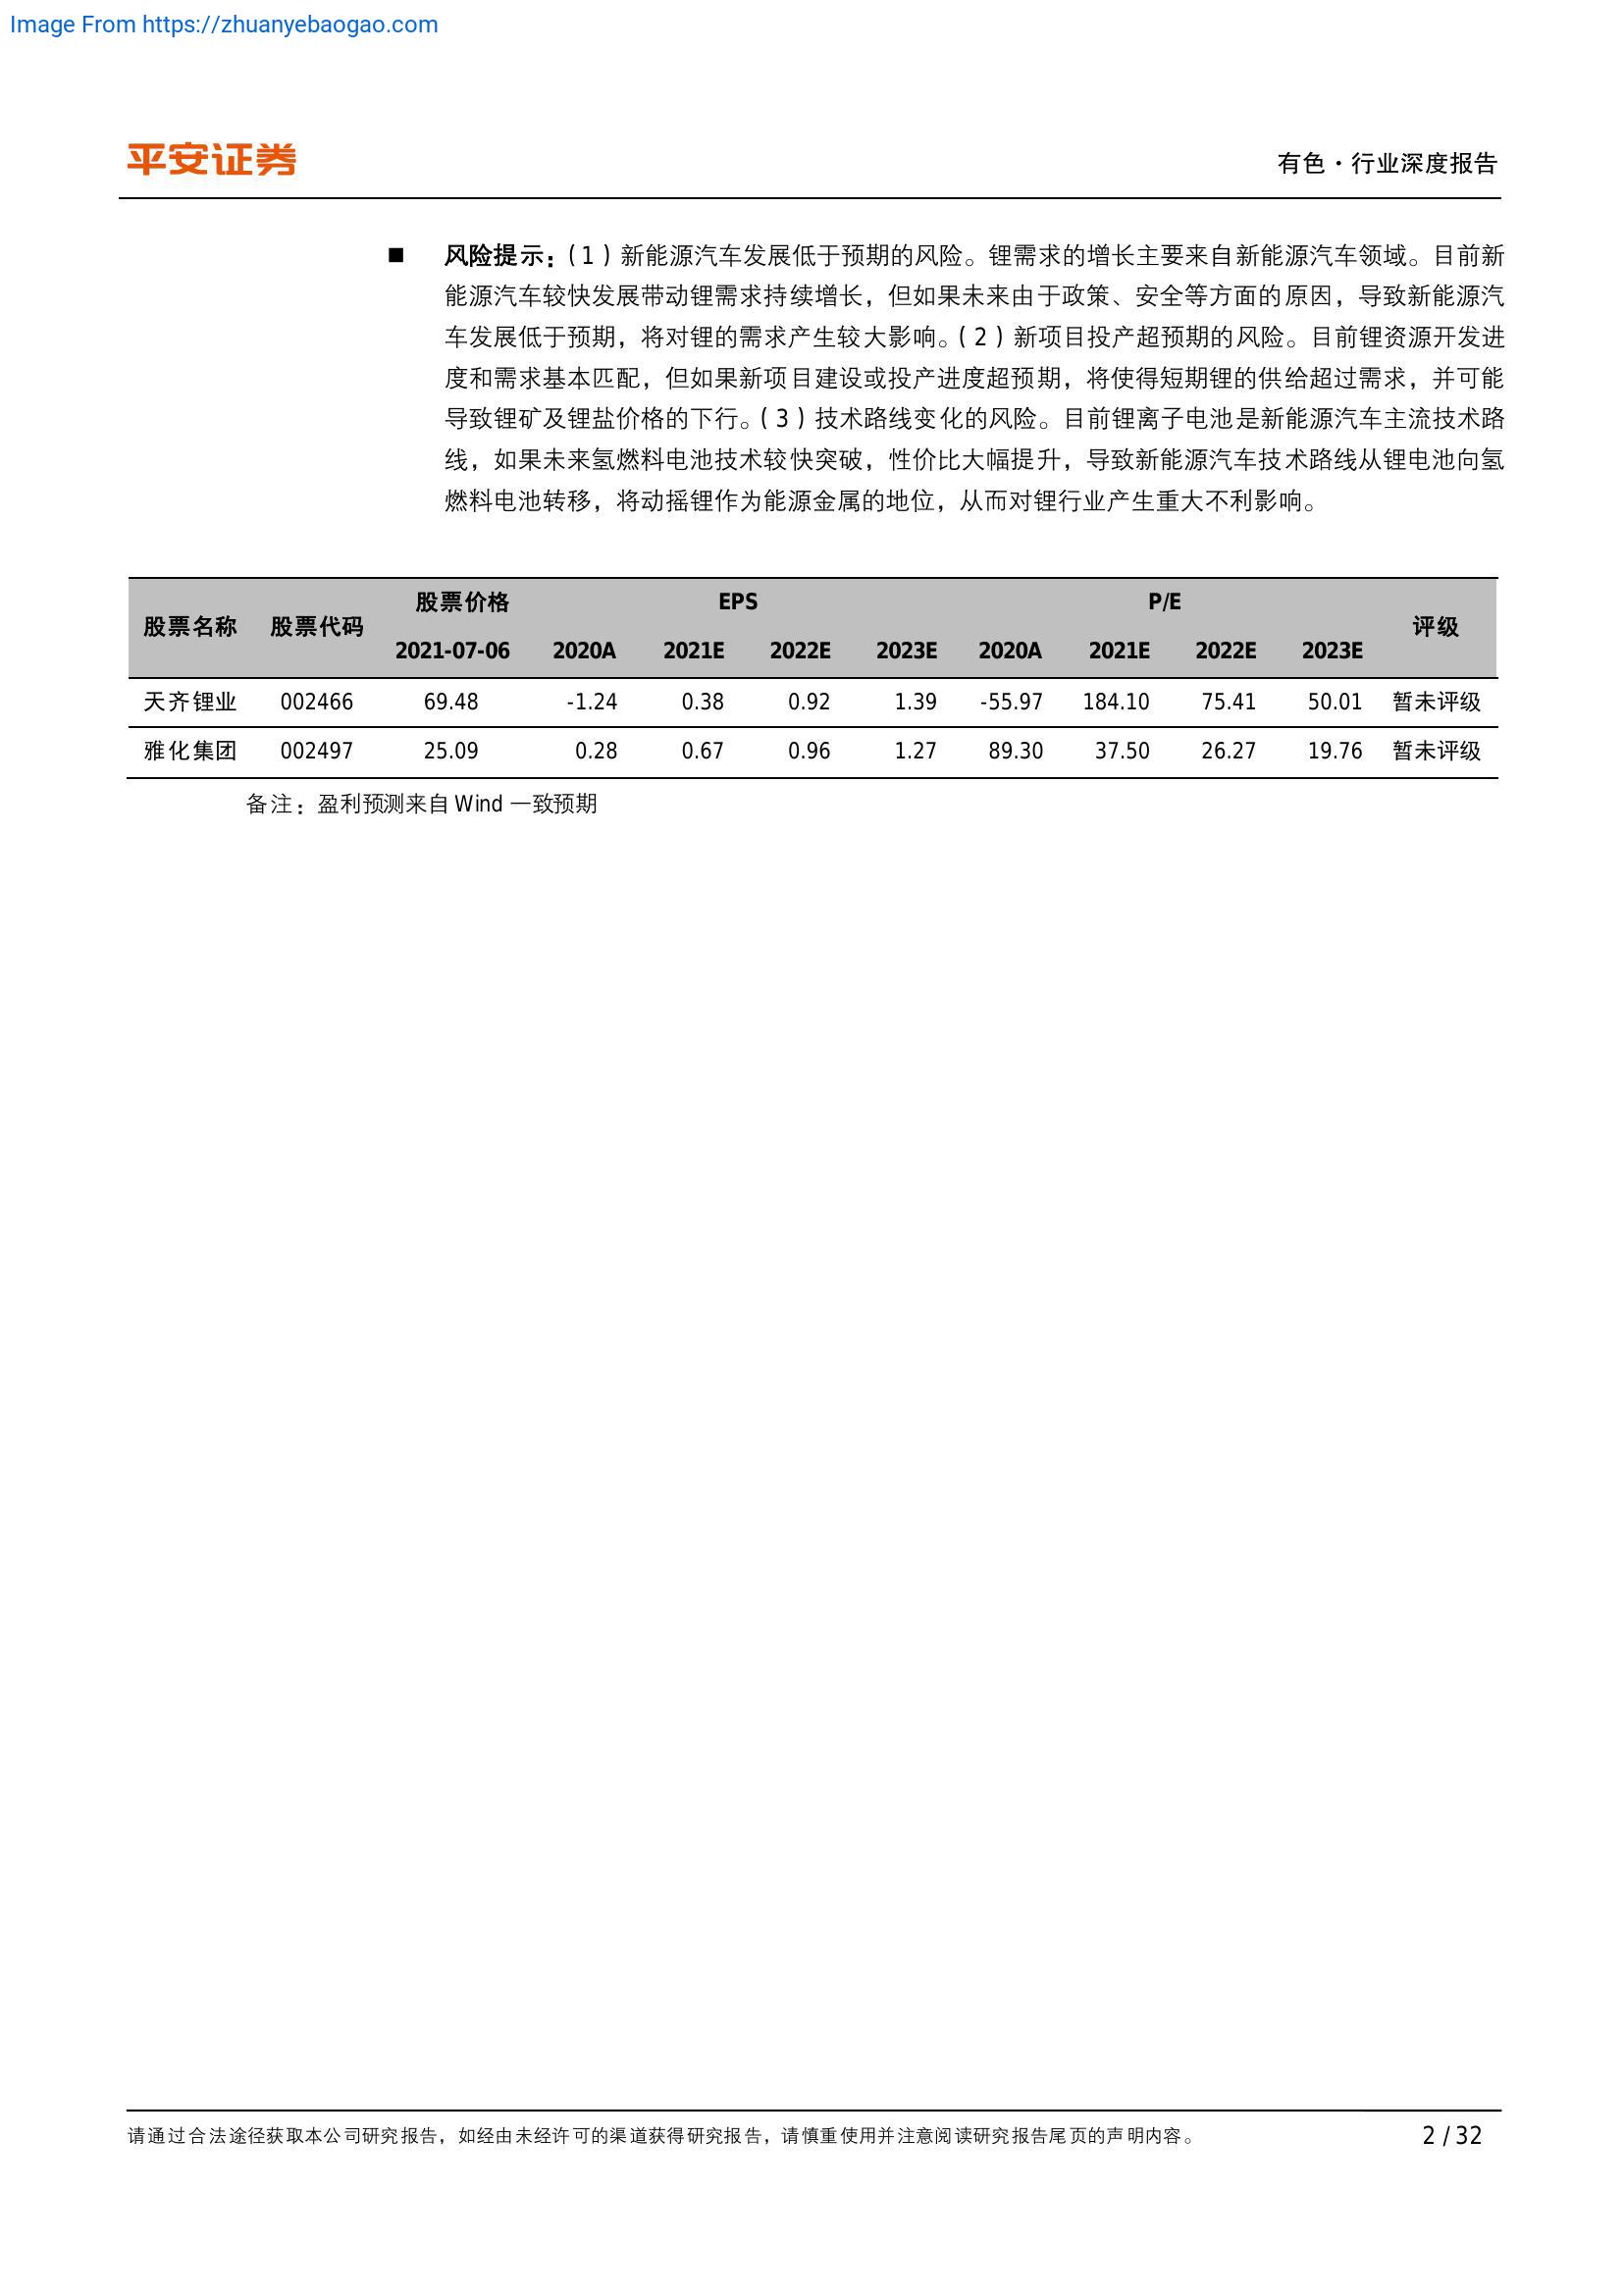 Image From https://zhuanyebaogao.com
平安证券
有色·行业深度报告
■ 风险提示：（1）新能源汽车发展低于预期的风险。锂需求的增长主要来自新能源汽车领域。目前新
能源汽车较快发展带动锂需求持续增长，但如果未来由于政策、安全等方面的原因，导致新能源汽
车发展低于预期，将对锂的需求产生较大影响。（2）新项目投产超预期的风险。目前锂资源开发进
度和需求基本匹配，但如果新项目建设或投产进度超预期，将使得短期锂的供给超过需求，并可能
导致锂矿及锂盐价格的下行。（3）技术路线变化的风险。目前锂离子电池是新能源汽车主流技术路
线，如果未来氢燃料电池技术较快突破，性价比大幅提升，导致新能源汽车技术路线从锂电池向氢
燃料电池转移，将动摇锂作为能源金属的地位，从而对锂行业产生重大不利影响。
股票名称 股票代码 股票价格 EPS P/E 评级
2021-07-06 2020A 2021E 2022E 2023E 2020A 2021E 2022E 2023E
天齐锂业 002466 69.48 -1.24 0.38 0.92 1.39 -55.97 184.10 75.41 50.01 暂未评级
雅化集团 002497 25.09 0.28 0.67 0.96 1.27 89.30 37.50 26.27 19.76 暂未评级
备注：盈利预测来自 Wind 一致预期
请通过合法途径获取本公司研究报告，如经由未经许可的渠道获得研究报告，请慎重使用并注意阅读研究报告尾页的声明内容。 2 / 32